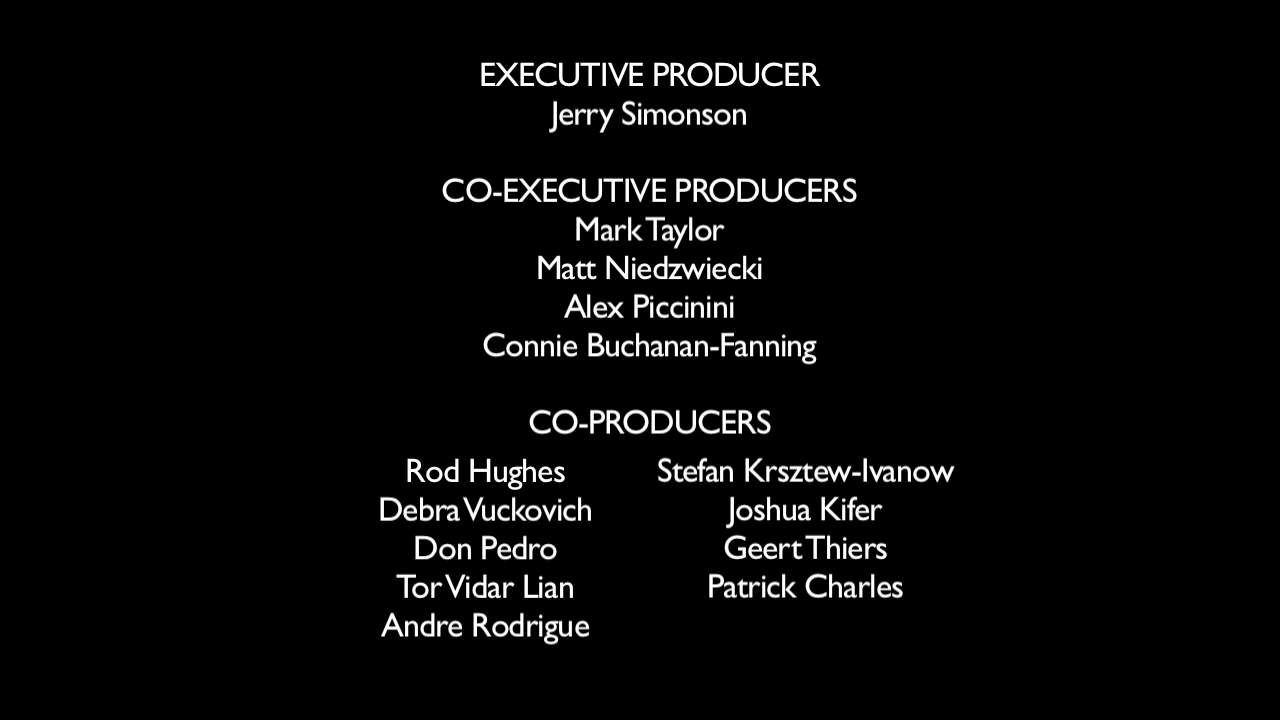 EXECUTIVE PRODUCER
Jerry Simonson
CO-EXECUTIVE PRODUCERS
Mark Taylor
Matt Niedzwiecki
Alex Piccinini
Connie Buchanan-Fanning
CO-PRODUCERS
Rod Hughes
Debra Vuckovich
Don Pedro
Tor Vidar Lian
Andre Rodrigue
Stefan Krsztew-Ivanow
Joshua Kifer
Geert Thiers
Patrick Charles